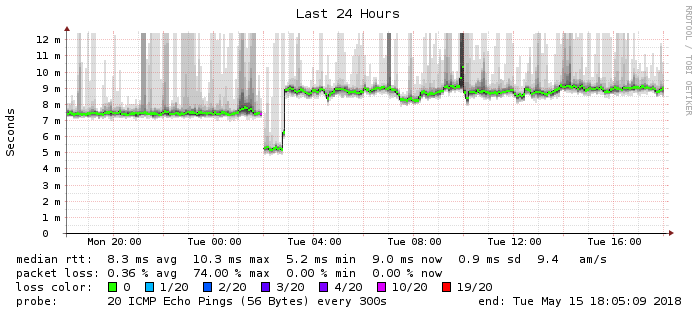 Last 24 Hours
RRDTOOL / TOBI OETIKER
Seconds
12 m
11 m
10 m
9 m
8 m
7 m
6 m
5 m
4 m
3 m
2 m
1 m
0
Mon 20:00 Tue 00:00 Tue 04:00 Tue 08:00 Tue 12:00 Tue 16:00
median rtt: 8.3 ms avg 10.3 ms max 5.2 ms min 9.0 ms now 0.9 ms sd 9.4 am/s
packet loss: 0.36 % avg 74.00 % max 0.00 % min 0.00 % now
loss color: 0 1/20 2/20 3/20 4/20 10/20 19/20
probe: 20 ICMP Echo Pings (56 Bytes) every 300s end: Tue May 15 18:05:09 2018